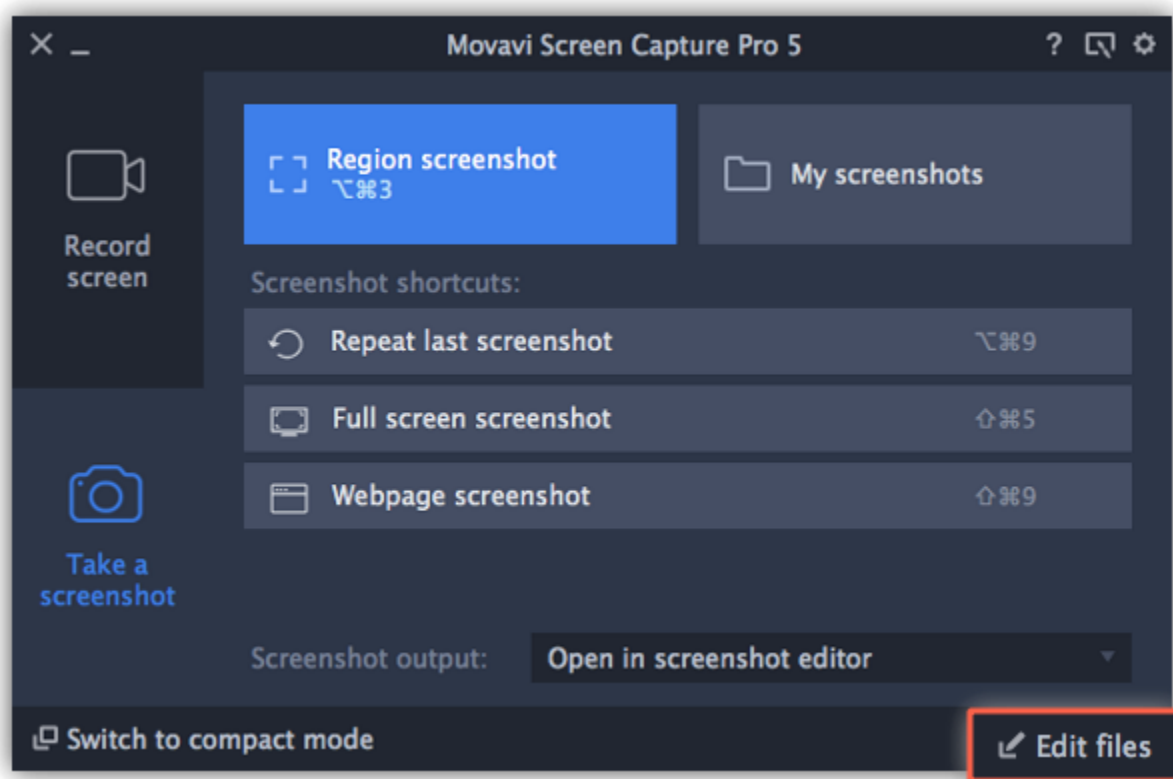 Movavi Screen Capture Pro 5
?
Record
screen
Region screenshot
⌥⌘3
My screenshots
Screenshot shortcuts:
Repeat last screenshot ⌥⌘9
Full screen screenshot ⇧⌘5
Webpage screenshot ⇧⌘9
Take a
screenshot
Screenshot output: Open in screenshot editor
Switch to compact mode
Edit files